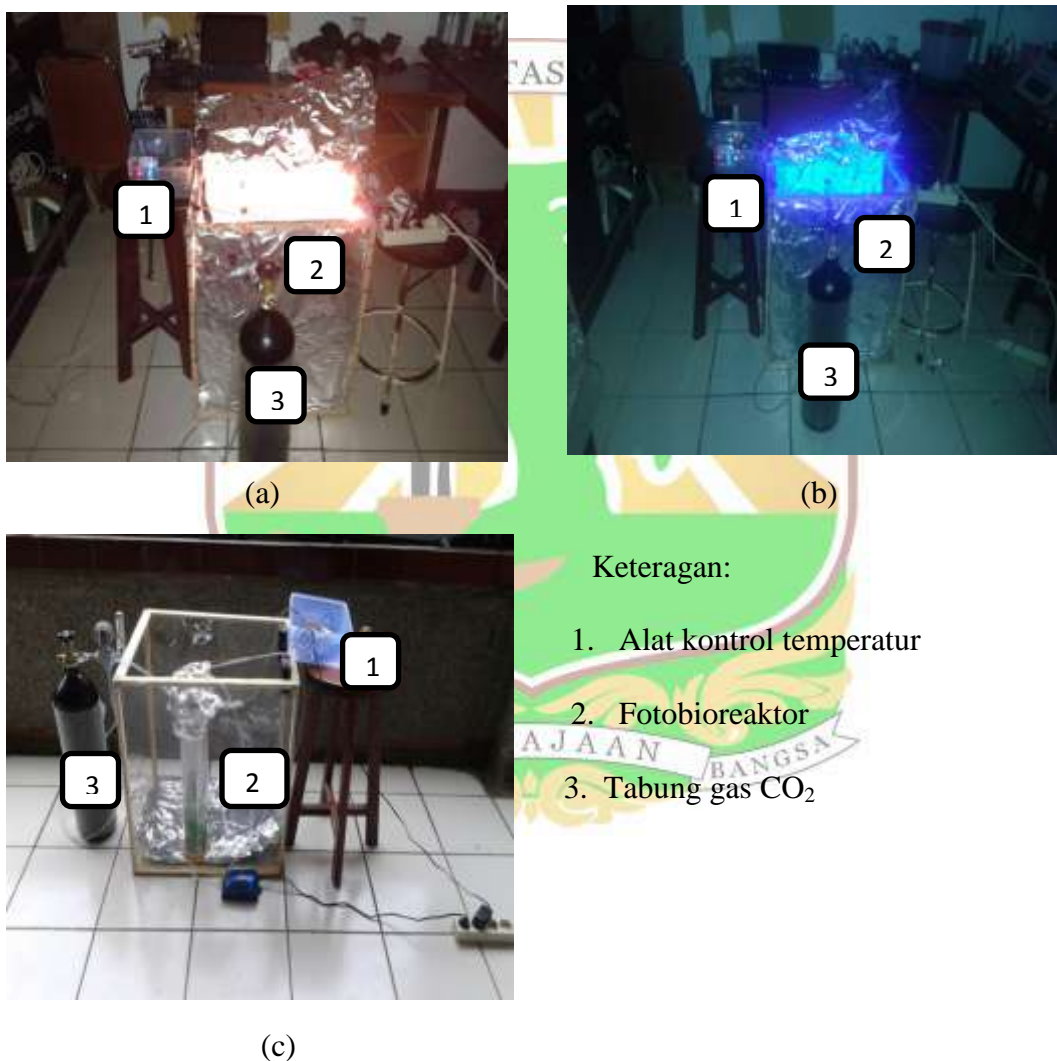 TAS
1
2
3
1
2
3
(a)
(b)
1
2
3
Keteragan:
1. Alat kontrol temperatur
2. Fotobioreaktor
3. Tabung gas CO₂
AJAAN
BANGSA
(c)